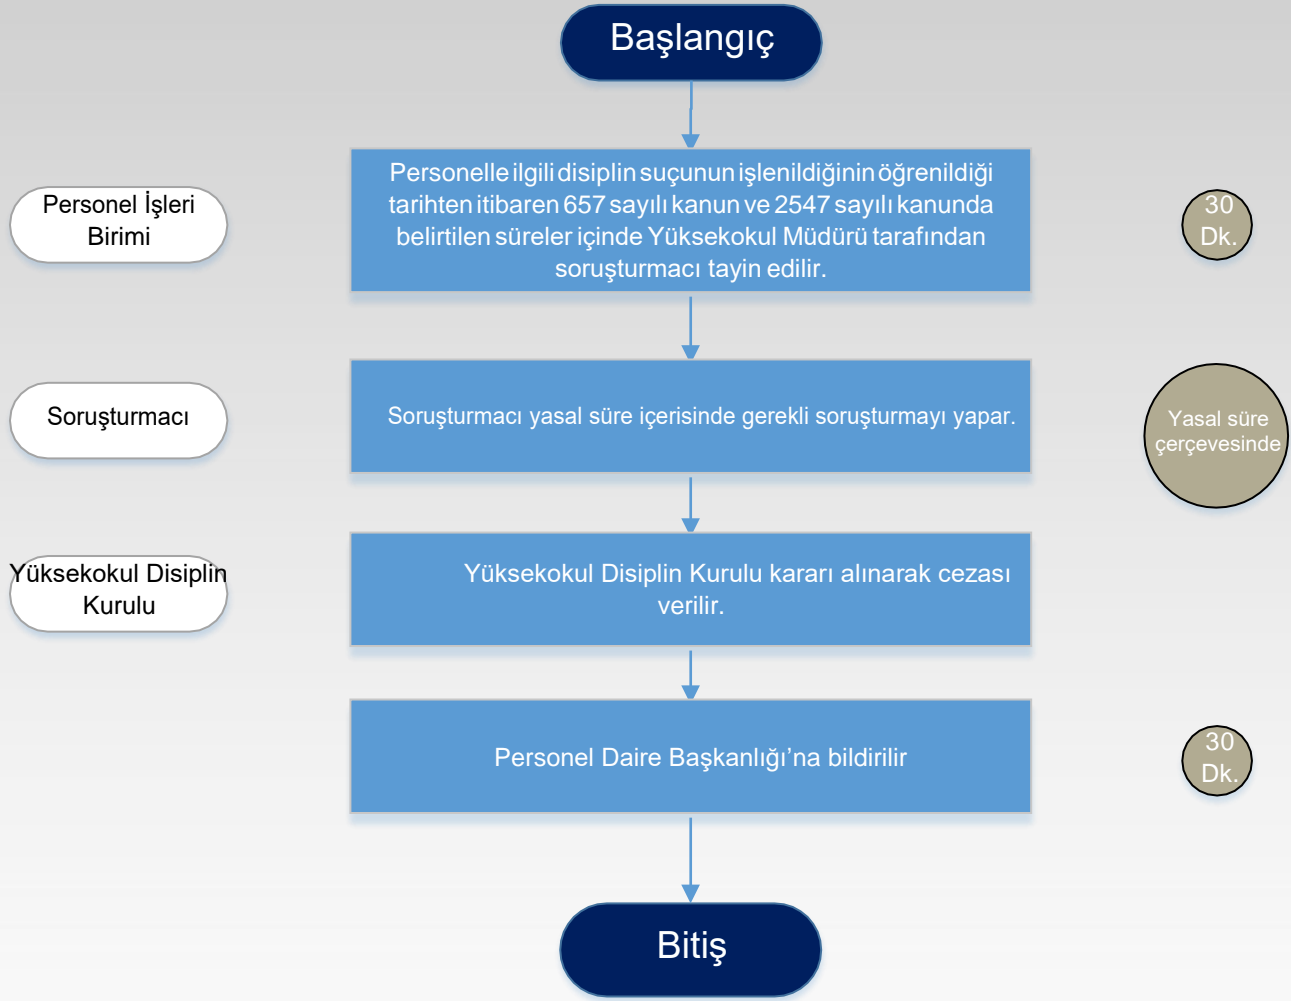 Başlangıç
Personel İşleri
Birimi
Personelle ilgili disiplin suçunun işlenildiğinin öğrenildiği
tarihten itibaren 657 sayılı kanun ve 2547 sayılı kanunda
belirtilen süreler içinde Yüksekokul Müdürü tarafından
soruşturmacı tayin edilir.
30
Dk.
Soruşturmacı
Soruşturmacı yasal süre içerisinde gerekli soruşturmayı yapar.
Yasal süre
çerçevesinde
Yüksekokul Disiplin
Kurulu
Yüksekokul Disiplin Kurulu kararı alınarak cezası
verilir.
Personel Daire Başkanlığı’na bildirilir
30
Dk.
Bitiş